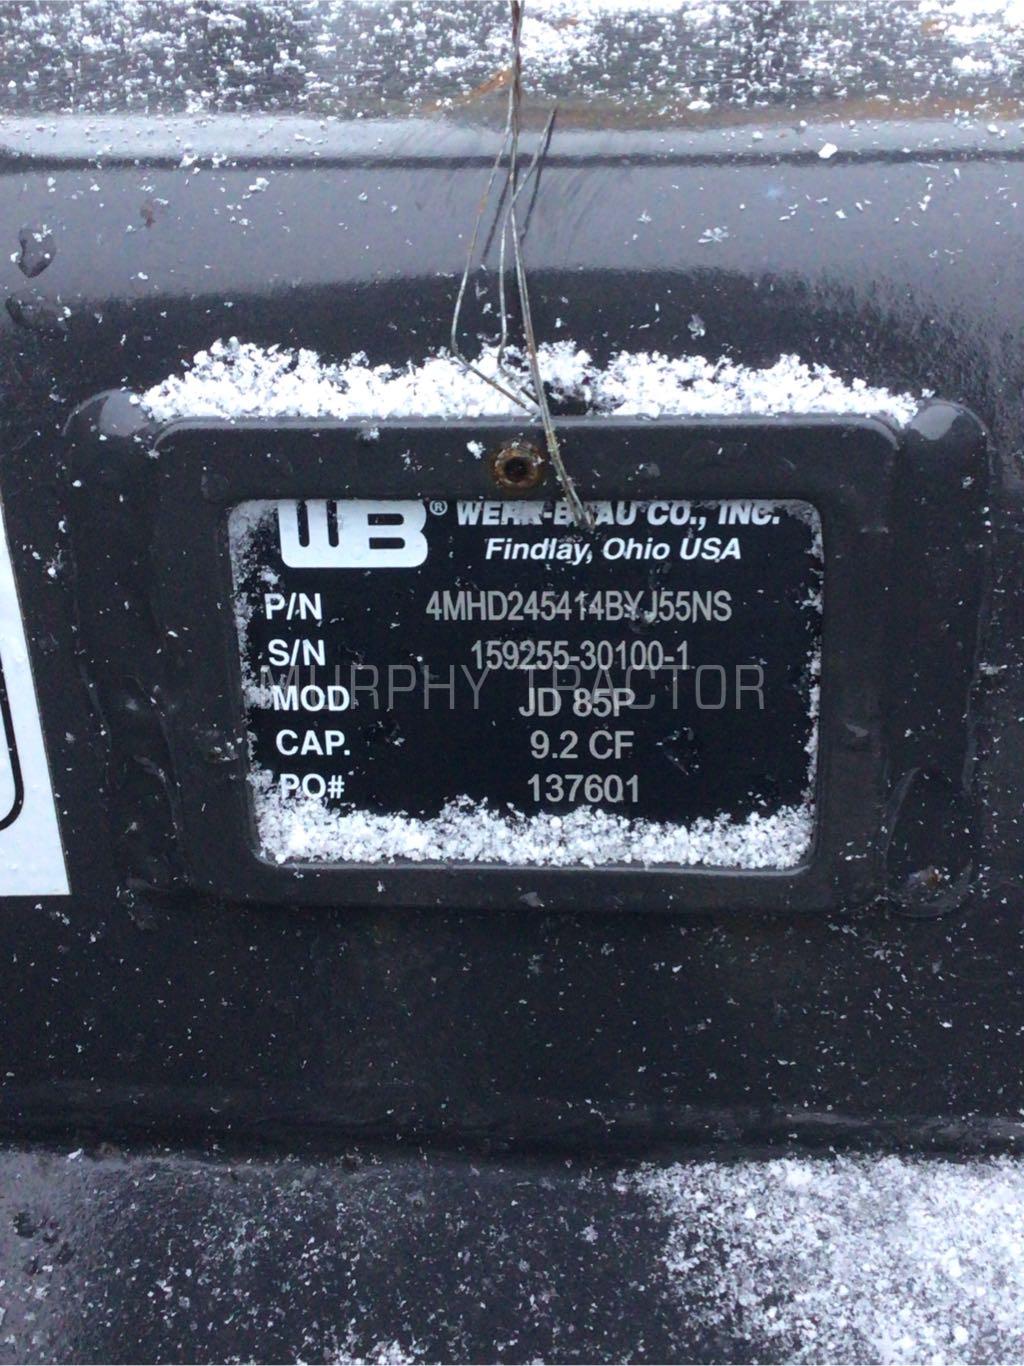 WB® WERK-BRAU CO., INC.
Findlay, Ohio USA
P/N 4MHD245414BYJ55NS
S/N 159255-30100-1
MURPHY TRACTOR
MOD. JD 85P
CAP. 9.2 CF
PO# 137601